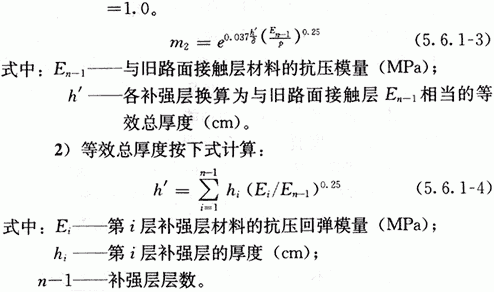 =1.0。
m₂ = e^{0.037 \frac{h′}{δ} (\frac{E_{n-1}}{p})^{0.25}} (5.6.1-3)
式中：E_{n-1}——与旧路面接触层材料的抗压模量（MPa）；
h′——各补强层换算为与旧路面接触层 E_{n-1} 相当的等
效总厚度（cm）。
2）等效总厚度按下式计算：
h′ = \sum_{i=1}^{n-1} h_i (E_i/E_{n-1})^{0.25} (5.6.1-4)
式中：E_i——第 i 层补强层材料的抗压回弹模量（MPa）；
h_i——第 i 层补强层的厚度（cm）；
n－1——补强层层数。